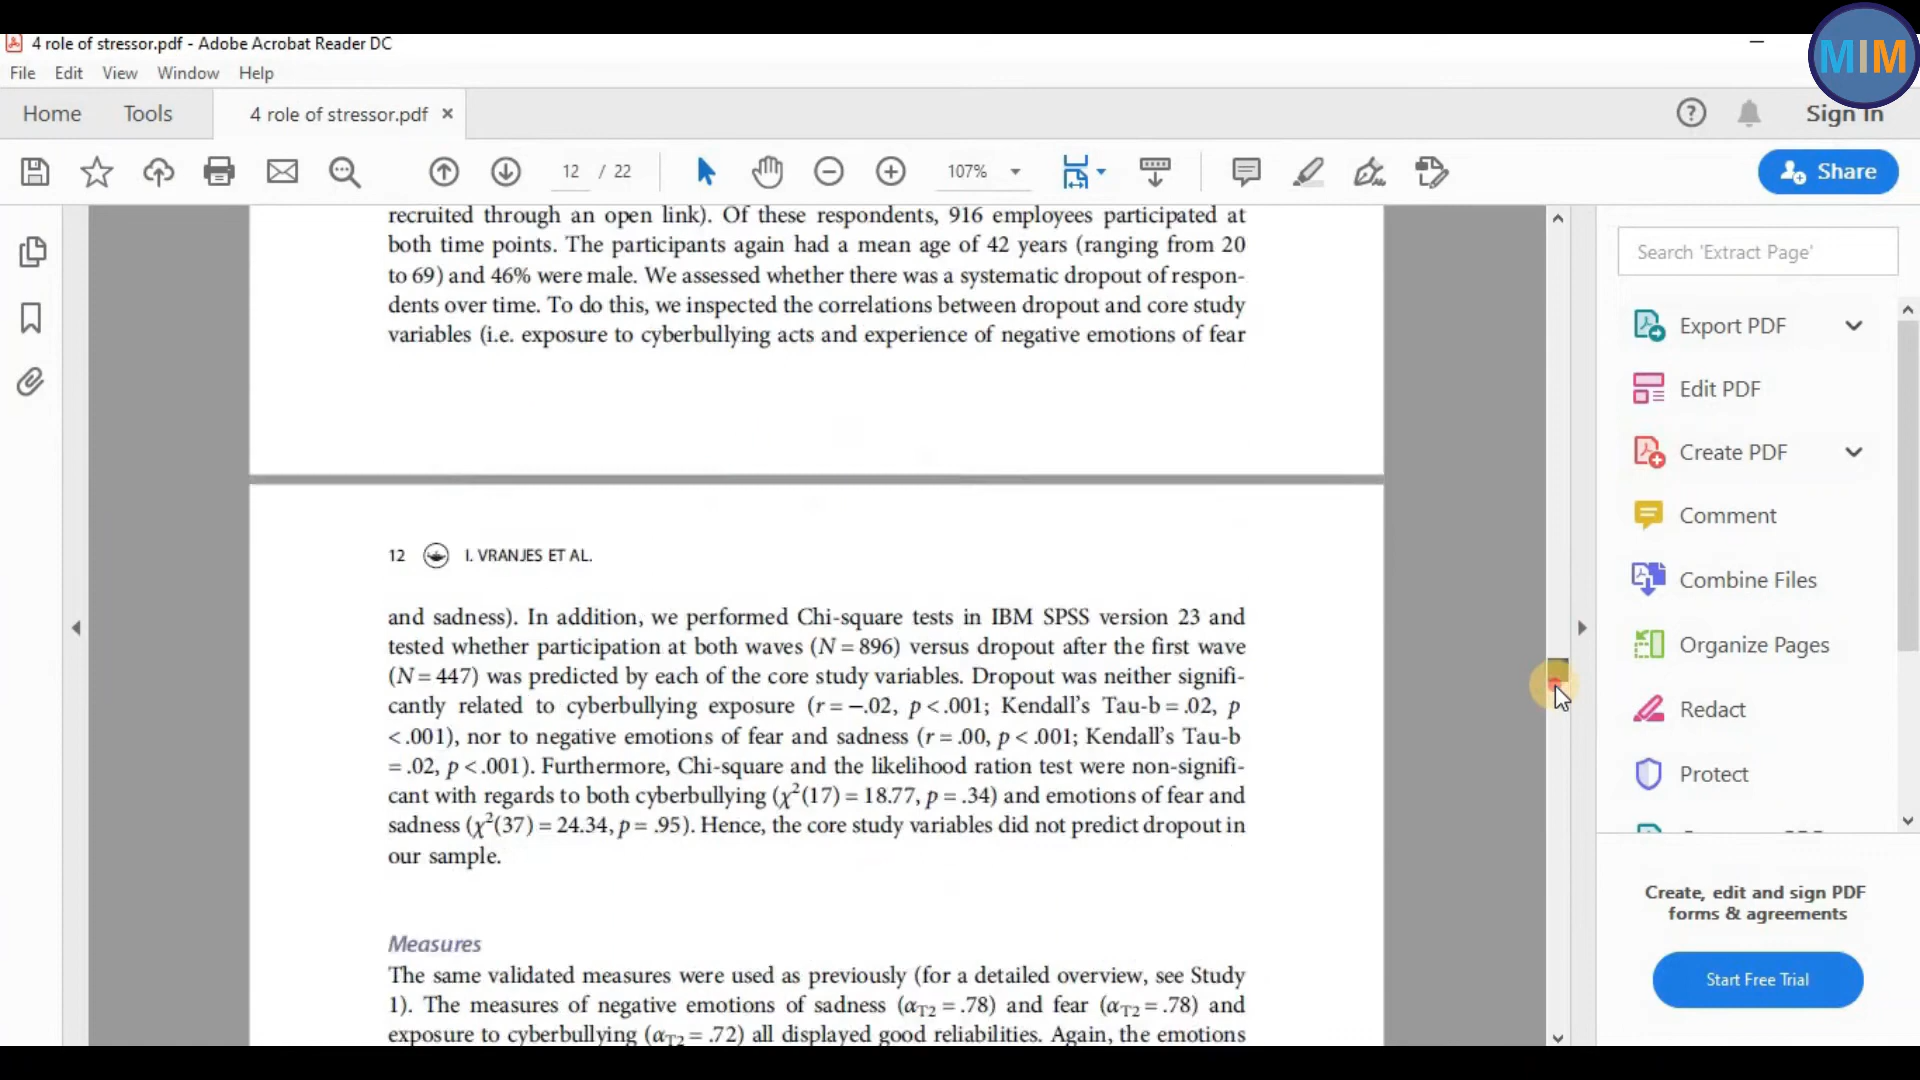 MIM
4 role of stressor.pdf - Adobe Acrobat Reader DC
File Edit View Window Help
Home Tools 4 role of stressor.pdf ×
Sign In
12 / 22 107%
Share
recruited through an open link). Of these respondents, 916 employees participated at
both time points. The participants again had a mean age of 42 years (ranging from 20
to 69) and 46% were male. We assessed whether there was a systematic dropout of respon-
dents over time. To do this, we inspected the correlations between dropout and core study
variables (i.e. exposure to cyberbullying acts and experience of negative emotions of fear
12 I. VRANJES ET AL.
and sadness). In addition, we performed Chi-square tests in IBM SPSS version 23 and
tested whether participation at both waves (N = 896) versus dropout after the first wave
(N = 447) was predicted by each of the core study variables. Dropout was neither signifi-
cantly related to cyberbullying exposure (r = −.02, p < .001; Kendall's Tau-b = .02, p
< .001), nor to negative emotions of fear and sadness (r = .00, p < .001; Kendall's Tau-b
= .02, p < .001). Furthermore, Chi-square and the likelihood ration test were non-signifi-
cant with regards to both cyberbullying (χ²(17) = 18.77, p = .34) and emotions of fear and
sadness (χ²(37) = 24.34, p = .95). Hence, the core study variables did not predict dropout in
our sample.
Measures
The same validated measures were used as previously (for a detailed overview, see Study
1). The measures of negative emotions of sadness (αT2 = .78) and fear (αT2 = .78) and
exposure to cyberbullying (αT2 = .72) all displayed good reliabilities. Again, the emotions
Search 'Extract Page'
Export PDF
Edit PDF
Create PDF
Comment
Combine Files
Organize Pages
Redact
Protect
Create, edit and sign PDF
forms & agreements
Start Free Trial